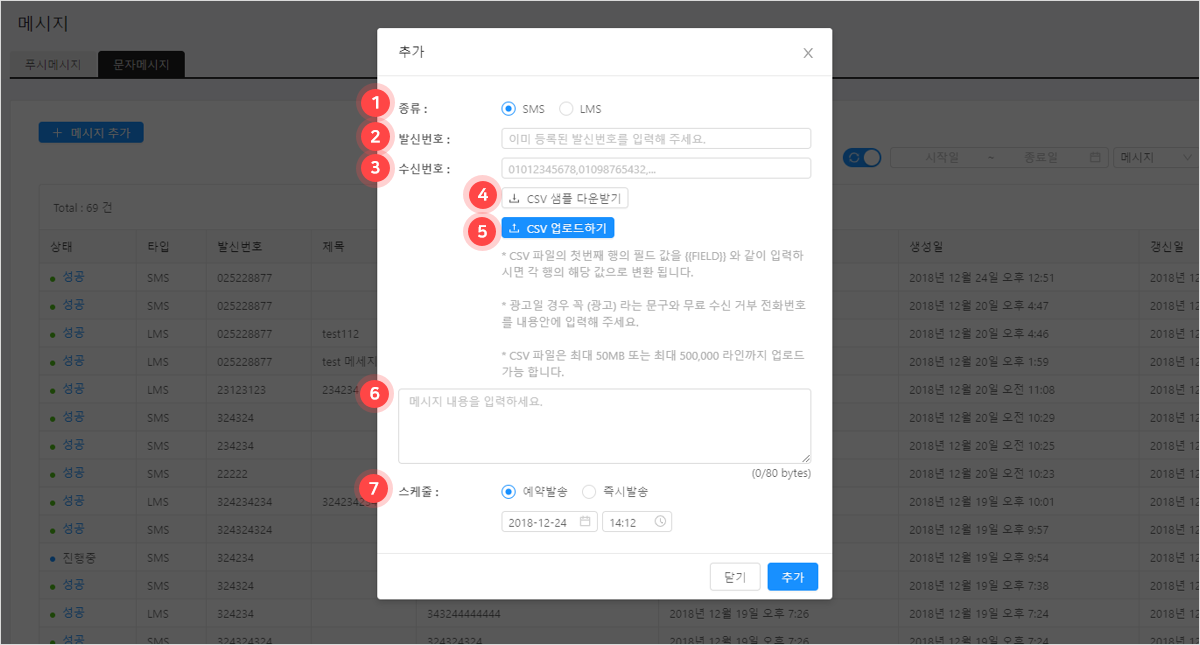 메시지
푸시메시지 문자메시지
+ 메시지 추가
시작일 ~ 종료일 메시지
Total : 69 건
상태 타입 발신번호 제목 생성일 갱신일
성공 SMS 025228877 2018년 12월 24일 오후 12:51 2018년 12
성공 SMS 025228877 2018년 12월 20일 오후 4:47 2018년 12
성공 LMS 025228877 test112 2018년 12월 20일 오후 4:46 2018년 12
성공 LMS 025228877 test 메세지 2018년 12월 20일 오후 1:59 2018년 12
성공 LMS 23123123 234234 2018년 12월 20일 오전 11:08 2018년 12
성공 SMS 324324 2018년 12월 20일 오전 10:29 2018년 12
성공 SMS 234234 2018년 12월 20일 오전 10:25 2018년 12
성공 SMS 22222 2018년 12월 20일 오전 10:23 2018년 12
성공 LMS 324234234 324234234 2018년 12월 19일 오후 10:01 2018년 12
성공 SMS 324324324 2018년 12월 19일 오후 9:57 2018년 12
진행중 SMS 324234 2018년 12월 19일 오후 9:54 2018년 12
성공 SMS 324324 2018년 12월 19일 오후 7:38 2018년 12
성공 LMS 324234 343244444444 2018년 12월 19일 오후 7:26 2018년 12월 19일 오후 7:24 2018년 12
성공 SMS 324324324 324324324 2018년 12월 19일 오후 7:26 2018년 12월 19일 오후 7:24 2018년 12
추가
1 종류 : SMS LMS
2 발신번호 : 이미 등록된 발신번호를 입력해 주세요.
3 수신번호 : 01012345678,01098765432,...
4 CSV 샘플 다운받기
5 CSV 업로드하기
* CSV 파일의 첫번째 행의 필드 값을 {{FIELD}} 와 같이 입력하
시면 각 행의 해당 값으로 변환 됩니다.
* 광고일 경우 꼭 (광고) 라는 문구와 무료 수신 거부 전화번호
를 내용안에 입력해 주세요.
* CSV 파일은 최대 50MB 또는 최대 500,000 라인까지 업로드
가능 합니다.
6 메시지 내용을 입력하세요.
(0/80 bytes)
7 스케줄 : 예약발송 즉시발송
2018-12-24 14:12
닫기 추가